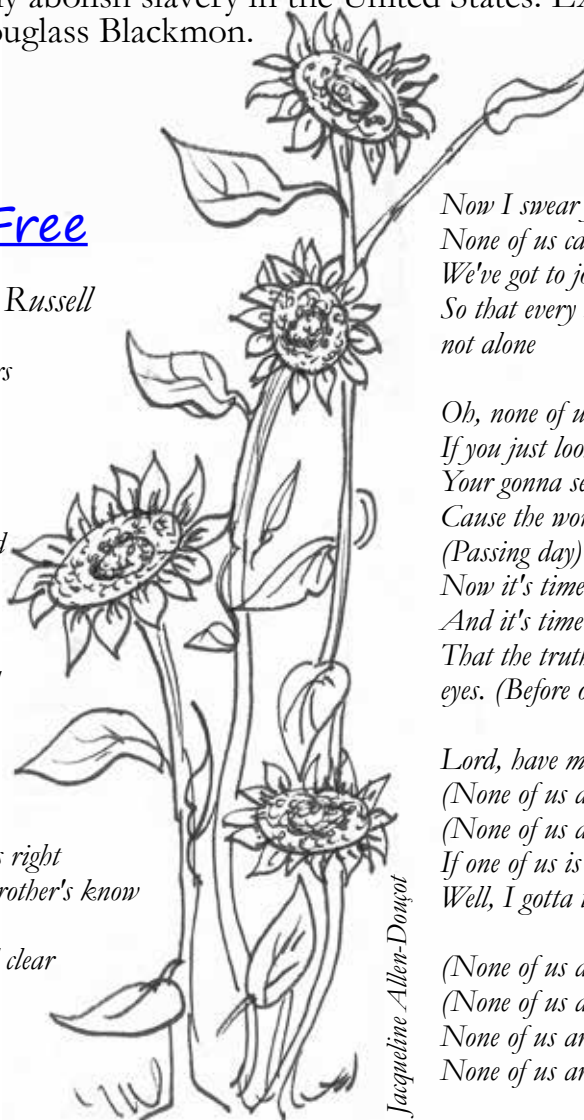 ly abolish slavery in the United States. Ex
ouglass Blackmon.
Free
Russell
rs
d
s right
rother's know
clear
Now I swear
None of us ca
We've got to jo
So that every
not alone
Oh, none of u
If you just loo
Your gonna se
Cause the wor
(Passing day)
Now it's time
And it's time
That the truth
eyes. (Before o
Lord, have m
(None of us a
(None of us a
If one of us is
Well, I gotta t
(None of us a
(None of us a
None of us ar
None of us ar
Jacqueline Allen-Douçot